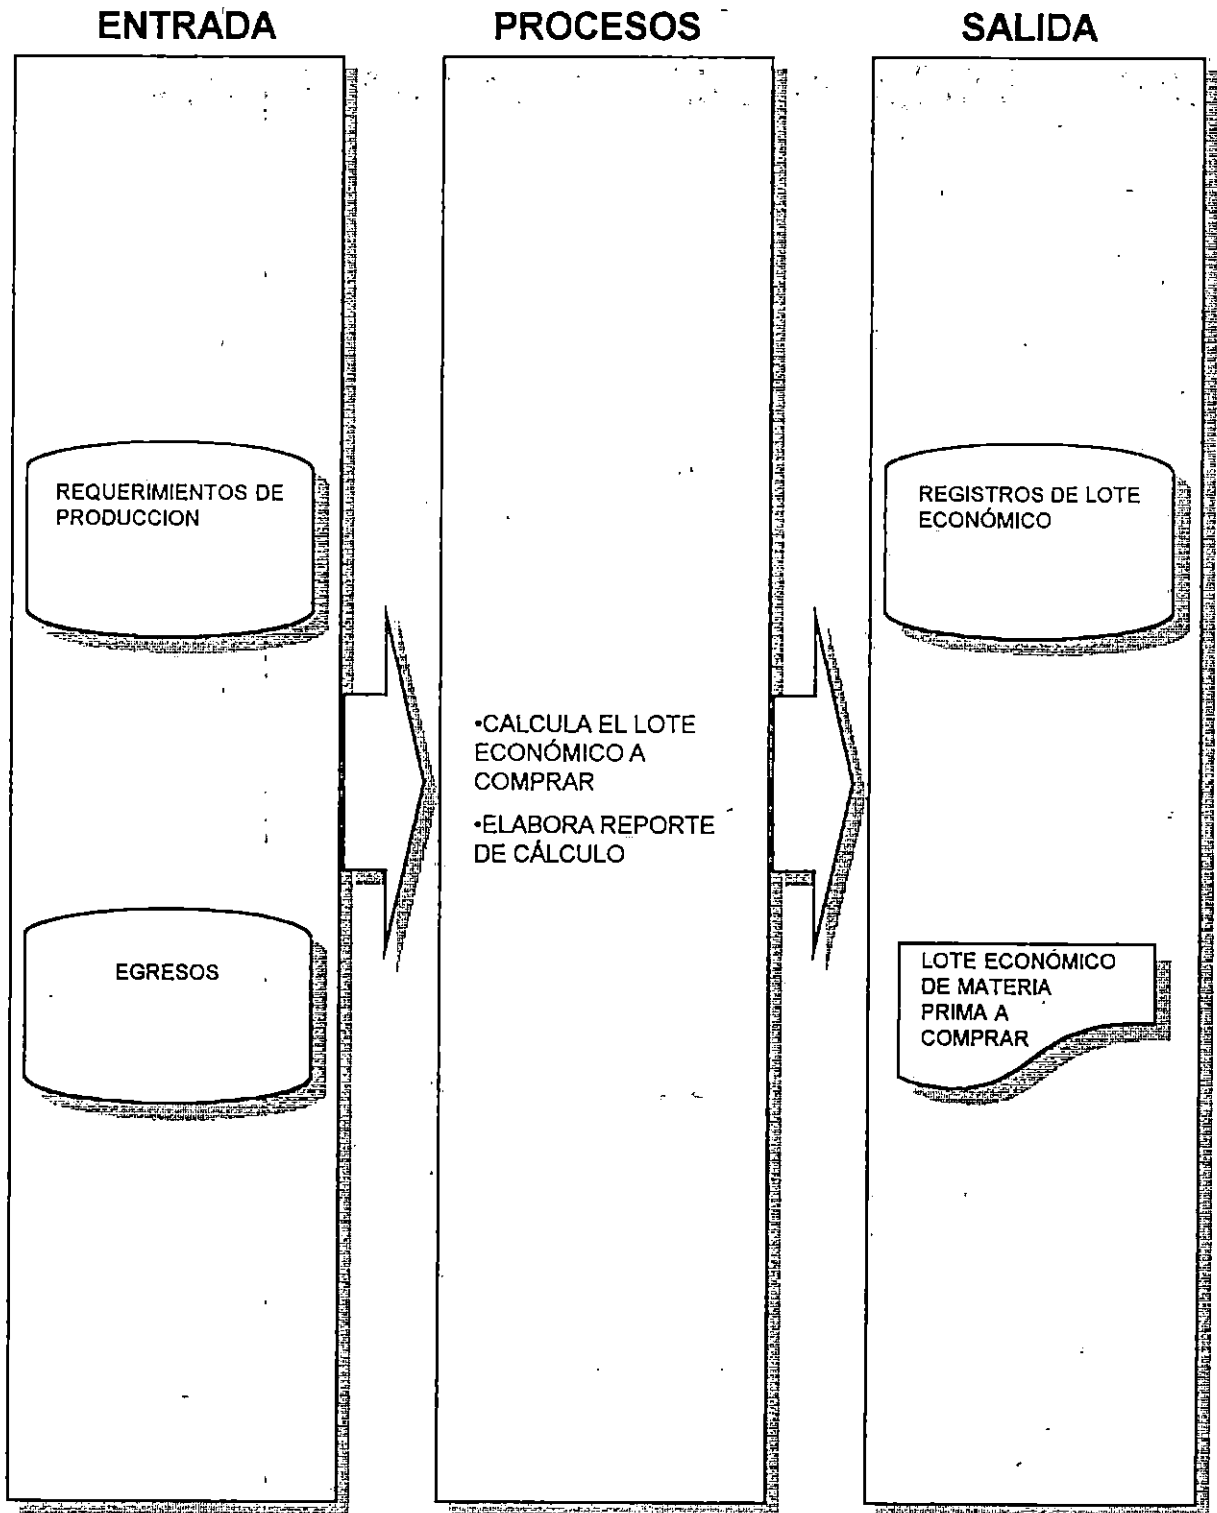 ENTRADA
PROCESOS
SALIDA
REQUERIMIENTOS DE
PRODUCCION
EGRESOS
•CALCULA EL LOTE
ECONÓMICO A
COMPRAR
•ELABORA REPORTE
DE CÁLCULO
REGISTROS DE LOTE
ECONÓMICO
LOTE ECONÓMICO
DE MATERIA
PRIMA A
COMPRAR